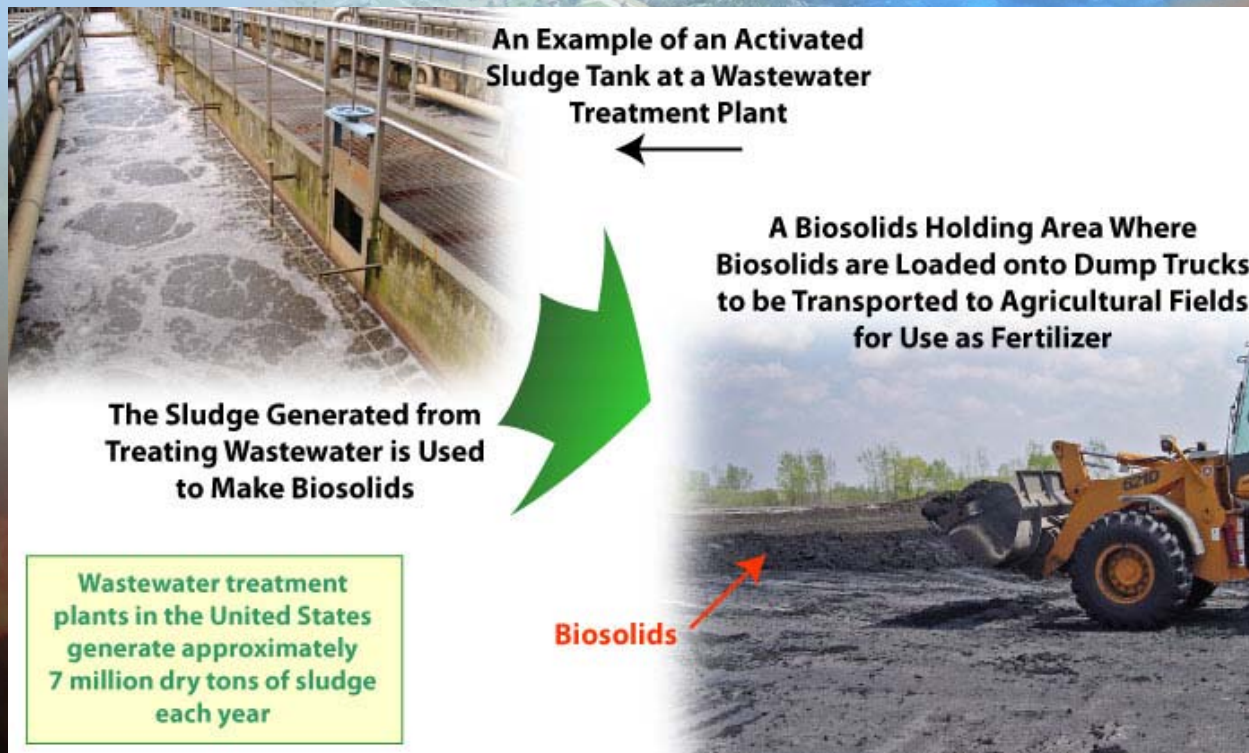 An Example of an Activated
Sludge Tank at a Wastewater
Treatment Plant
A Biosolids Holding Area Where
Biosolids are Loaded onto Dump Trucks
to be Transported to Agricultural Fields
for Use as Fertilizer
The Sludge Generated from
Treating Wastewater is Used
to Make Biosolids
621D
Wastewater treatment
plants in the United States
generate approximately
7 million dry tons of sludge
each year
Biosolids